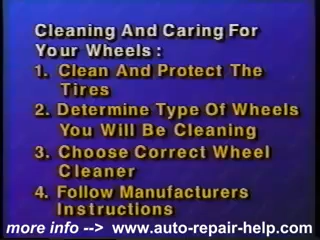 Cleaning And Caring For
Your Wheels :
1. Clean And Protect The
Tires
2. Determine Type Of Wheels
You Will Be Cleaning
3. Choose Correct Wheel
Cleaner
4. Follow Manufacturers
Instructions
more info --> www.auto-repair-help.com